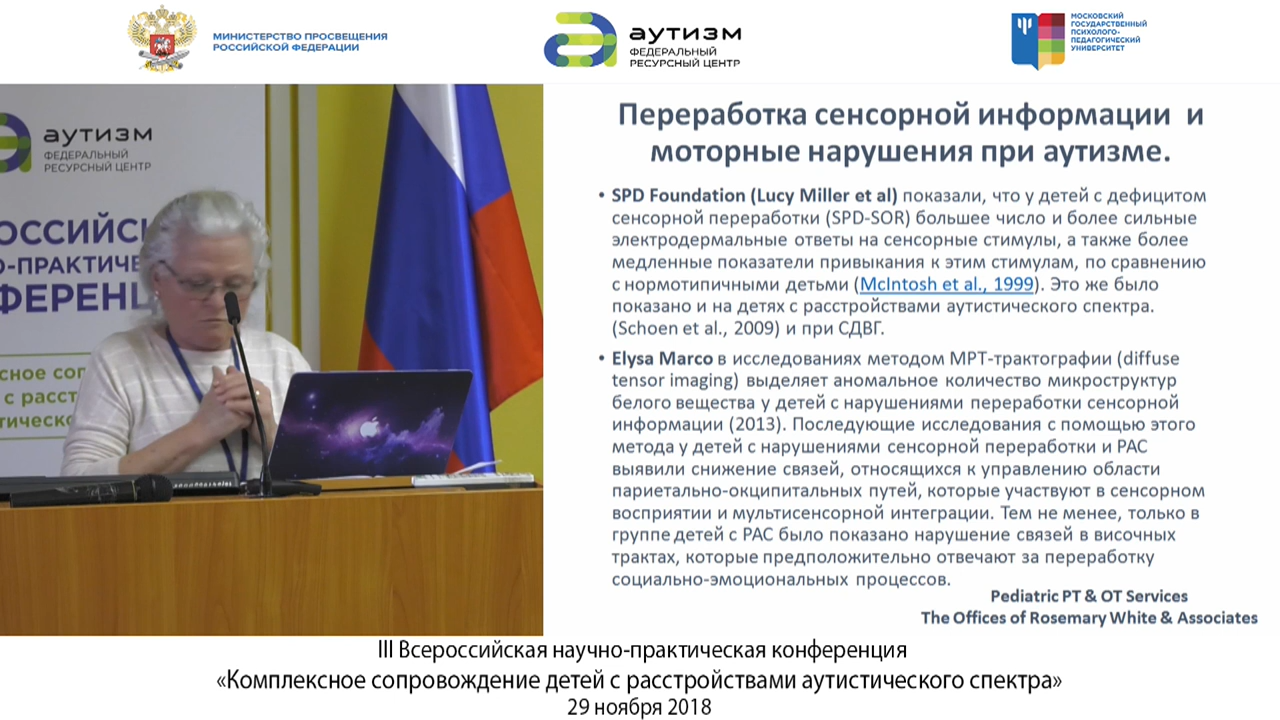 МИНИСТЕРСТВО ПРОСВЕЩЕНИЯ
РОССИЙСКОЙ ФЕДЕРАЦИИ
аутизм
ФЕДЕРАЛЬНЫЙ
РЕСУРСНЫЙ ЦЕНТР
МОСКОВСКИЙ
ГОСУДАРСТВЕННЫЙ
ПСИХОЛОГО-
ПЕДАГОГИЧЕСКИЙ
УНИВЕРСИТЕТ
аутизм
ФЕДЕРАЛЬНЫЙ
РЕСУРСНЫЙ ЦЕНТР
ОССИЙСК
О-ПРАКТИЧЕ
ФЕРЕНЦ
сное соп
с расст
тическо
Переработка сенсорной информации и
моторные нарушения при аутизме.
• SPD Foundation (Lucy Miller et al) показали, что у детей с дефицитом
сенсорной переработки (SPD-SOR) большее число и более сильные
электродермальные ответы на сенсорные стимулы, а также более
медленные показатели привыкания к этим стимулам, по сравнению
с нормотипичными детьми (McIntosh et al., 1999). Это же было
показано и на детях с расстройствами аутистического спектра.
(Schoen et al., 2009) и при СДВГ.
• Elysa Marco в исследованиях методом МРТ-трактографии (diffuse
tensor imaging) выделяет аномальное количество микроструктур
белого вещества у детей с нарушениями переработки сенсорной
информации (2013). Последующие исследования с помощью этого
метода у детей с нарушениями сенсорной переработки и РАС
выявили снижение связей, относящихся к управлению области
париетально-окципитальных путей, которые участвуют в сенсорном
восприятии и мультисенсорной интеграции. Тем не менее, только в
группе детей с РАС было показано нарушение связей в височных
трактах, которые предположительно отвечают за переработку
социально-эмоциональных процессов.
Pediatric PT & OT Services
The Offices of Rosemary White & Associates
III Всероссийская научно-практическая конференция
«Комплексное сопровождение детей с расстройствами аутистического спектра»
29 ноября 2018